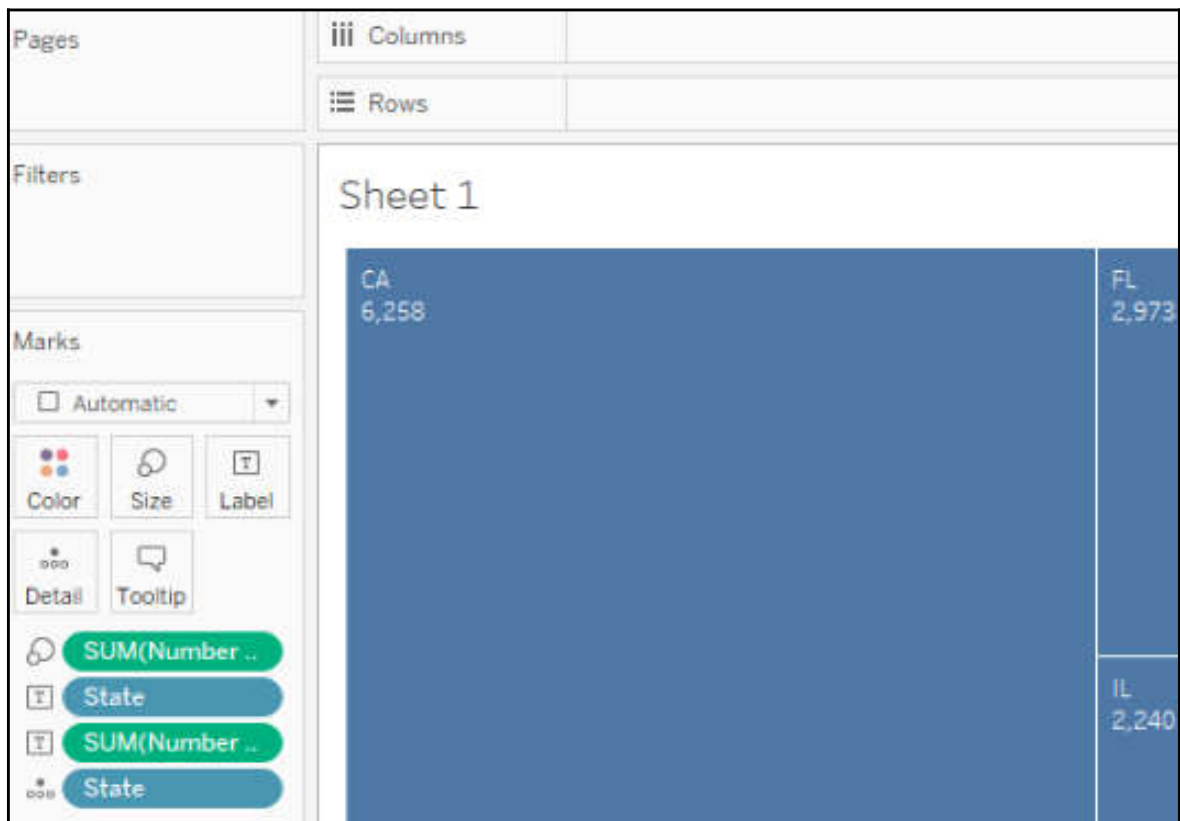 Pages
Columns
Rows
Filters
Sheet 1
CA
6,258
FL
2,973
Marks
Automatic
Color
Size
Label
Detail
Tooltip
SUM(Number ..
T State
T SUM(Number ..
State
IL
2,240